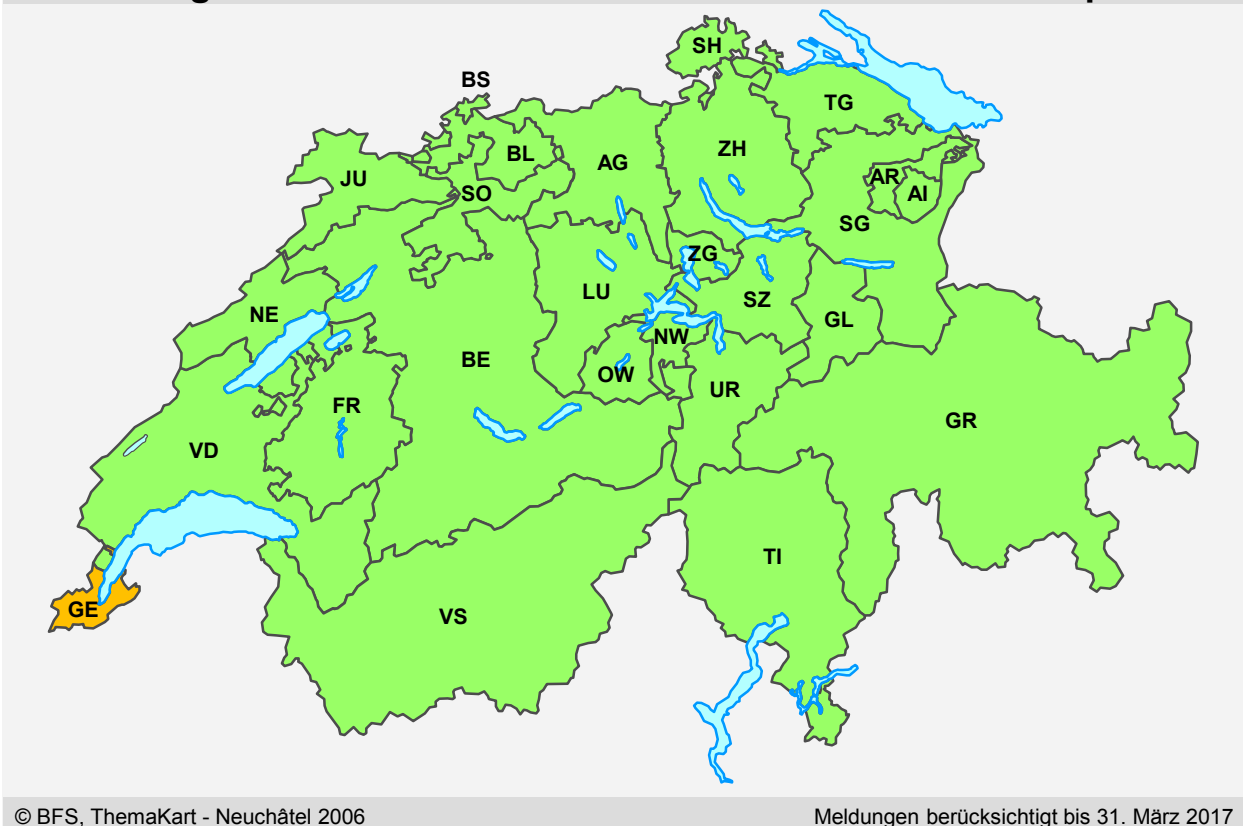 SH
BS
TG
BL
AG
ZH
JU
SO
AR
AI
SG
ZG
LU
SZ
NE
GL
NW
BE
OW
UR
FR
GR
VD
TI
GE
VS
© BFS, ThemaKart - Neuchâtel 2006
Meldungen berücksichtigt bis 31. März 2017